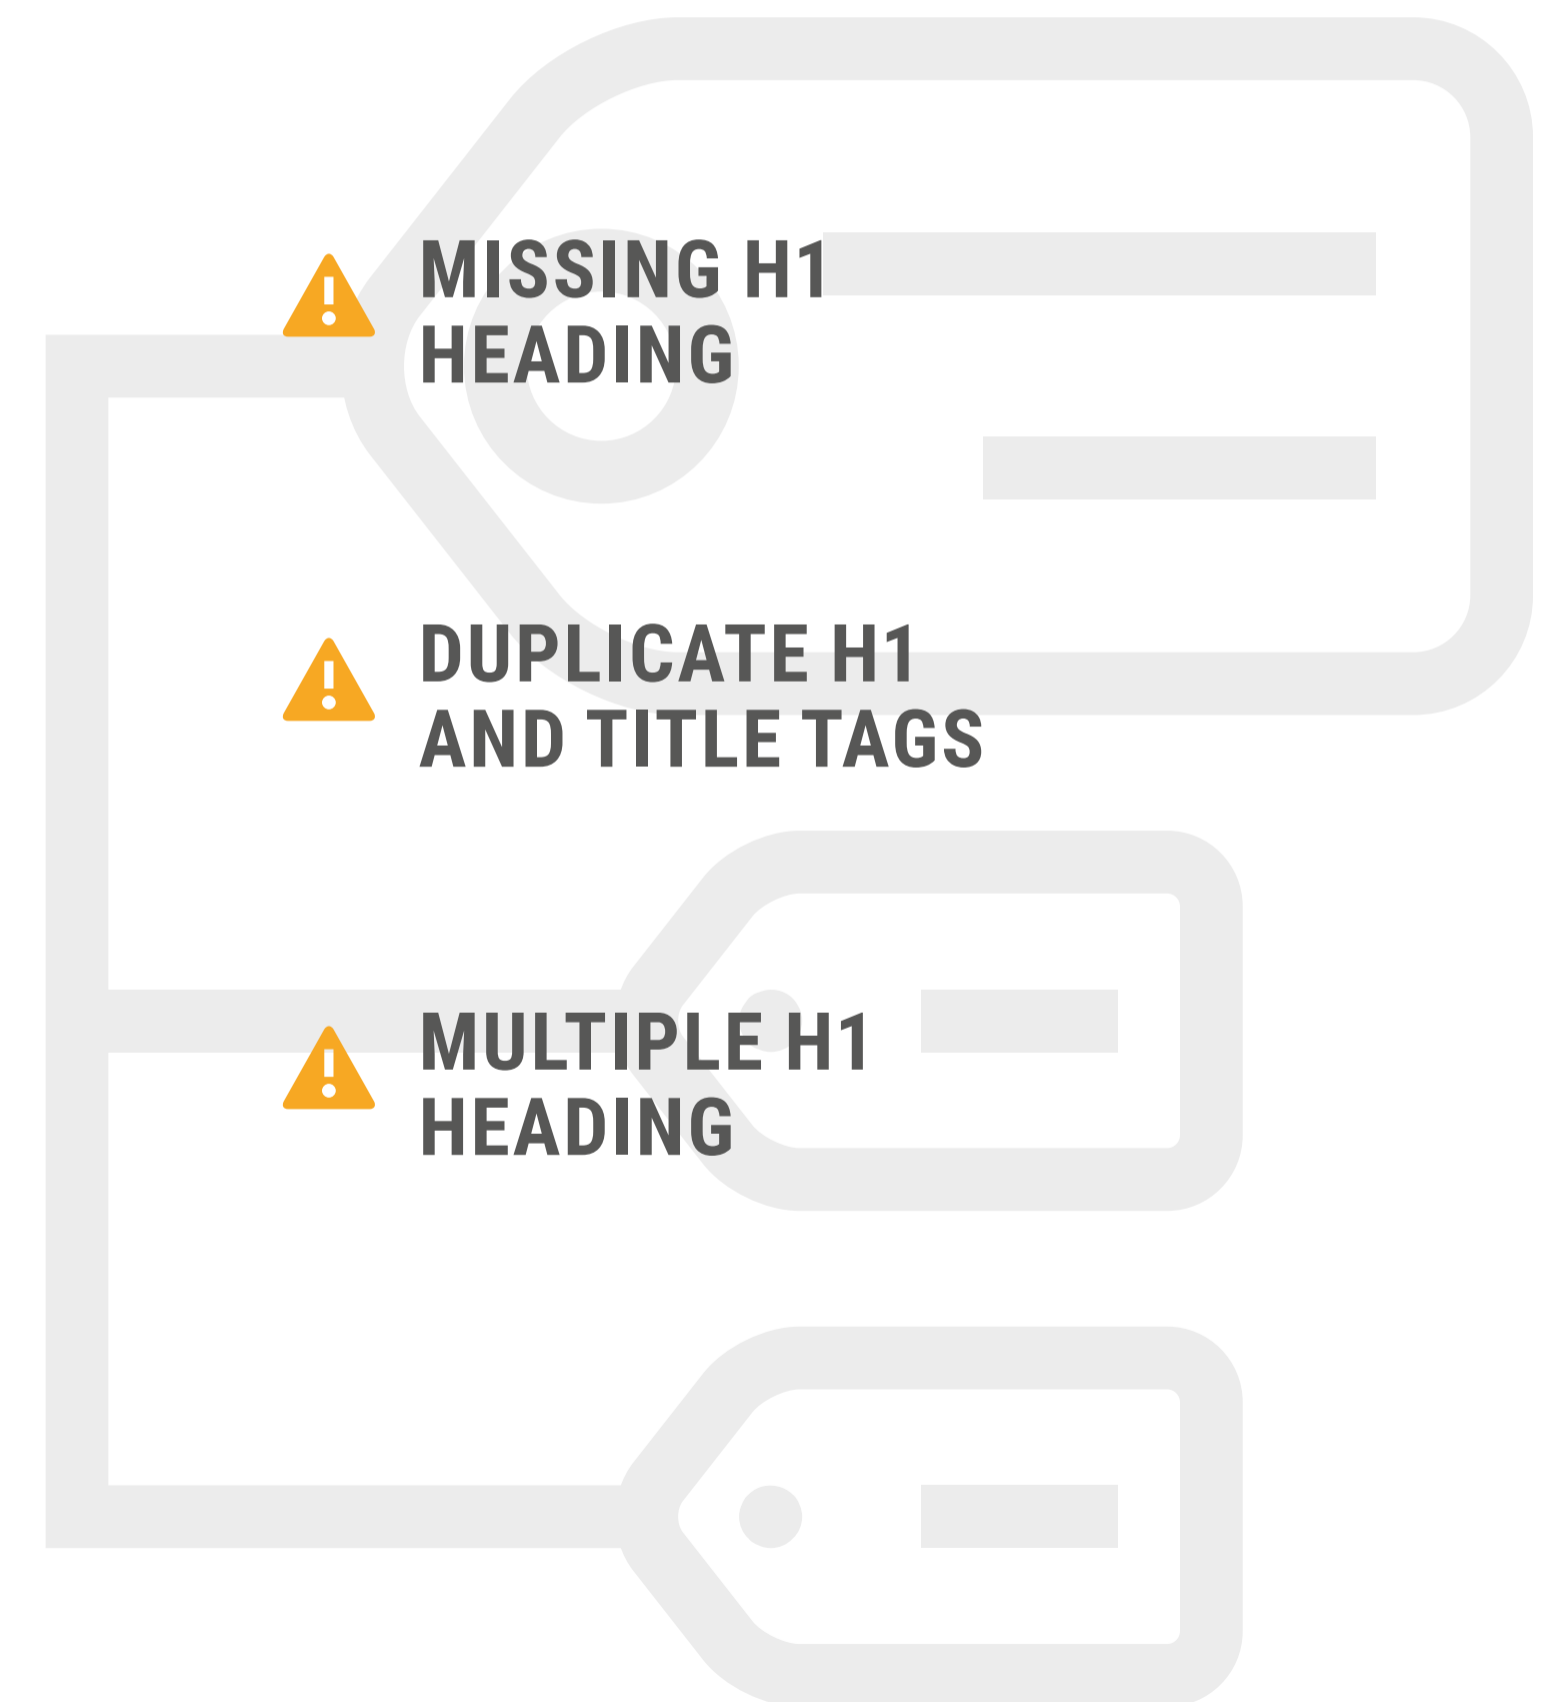 MISSING H1
HEADING
DUPLICATE H1
AND TITLE TAGS
MULTIPLE H1
HEADING